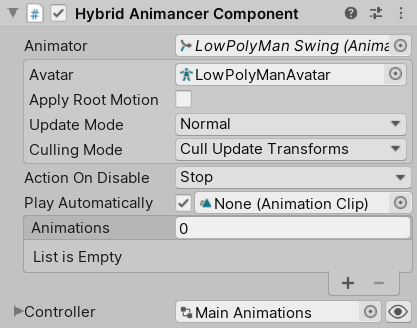 Hybrid Animancer Component
Animator LowPolyMan Swing (Anima
Avatar LowPolyManAvatar
Apply Root Motion
Update Mode Normal
Culling Mode Cull Update Transforms
Action On Disable Stop
Play Automatically None (Animation Clip)
Animations 0
List is Empty
Controller Main Animations